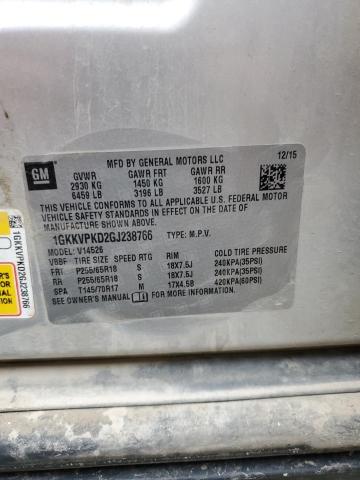 GM
MFD BY GENERAL MOTORS LLC
12/15
GVWR GAWR FRT GAWR RR
2930 KG 1450 KG 1600 KG
6459 LB 3196 LB 3527 LB
THIS VEHICLE CONFORMS TO ALL APPLICABLE U.S. FEDERAL MOTOR
VEHICLE SAFETY STANDARDS IN EFFECT ON THE DATE OF
MANUFACTURE SHOWN ABOVE.
1GKKVPKD2GJ238766 TYPE: M.P.V.
MODEL: V14526
VBBF TIRE SIZE SPEED RTG RIM COLD TIRE PRESSURE
FRT P255/65R18 S 18X7.5J 240KPA(35PSI)
RR P255/65R18 S 18X7.5J 240KPA(35PSI)
SPA T145/70R17 M 17X4.5B 420KPA(60PSI)
SEE OWNER'S MANUAL FOR ADDITIONAL INFORMATION.
1GKKVPKD2GJ238766